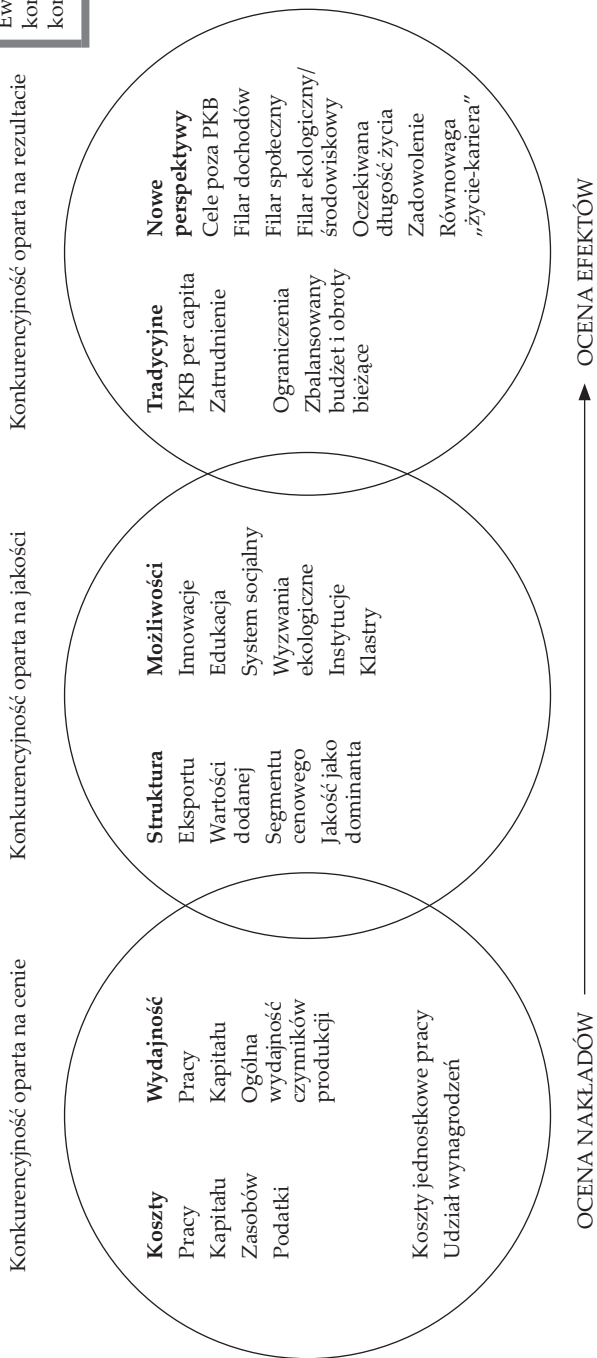 Konkurencyjność oparta na cenie
Koszty
Pracy
Kapitału
Zasobów
Podatki
Wydajność
Pracy
Kapitału
Ogólna
wydajność
czynników
produkcji
Koszty jednostkowe pracy
Udział wynagrodzeń
Konkurencyjność oparta na jakości
Struktura
Eksportu
Wartości
dodanej
Segmentu
cenowego
Jakość jako
dominanta
Możliwości
Innowacje
Edukacja
System socjalny
Wyzwania
ekologiczne
Instytucje
Klastry
Konkurencyjność oparta na rezultacie
Tradycyjne
PKB per capita
Zatrudnienie
Ograniczenia
Zbalansowany
budżet i obroty
bieżące
Nowe
perspektywy
Cele poza PKB
Filar dochodów
Filar społeczny
Filar ekologiczny/
środowiskowy
Oczekiwana
długość życia
Zadowolenie
Równowaga
„życie-kariera”
OCENA NAKŁADÓW
OCENA EFEKTÓW